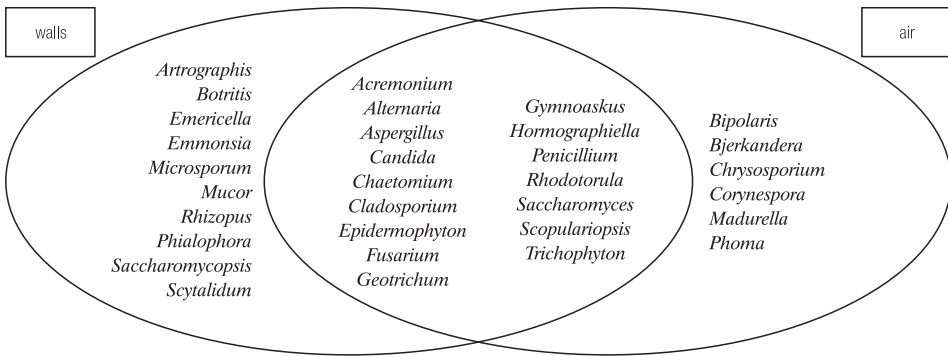 walls
air
Artrographis
Botritis
Emericella
Emmonsia
Microsporum
Mucor
Rhizopus
Phialophora
Saccharomycopsis
Scytalidum
Acremonium
Alternaria
Aspergillus
Candida
Chaetomium
Cladosporium
Epidermophyton
Fusarium
Geotrichum
Gymnoaskus
Hormographiella
Penicillium
Rhodotorula
Saccharomyces
Scopulariopsis
Trichophyton
Bipolaris
Bjerkandera
Chrysosporium
Corynespora
Madurella
Phoma